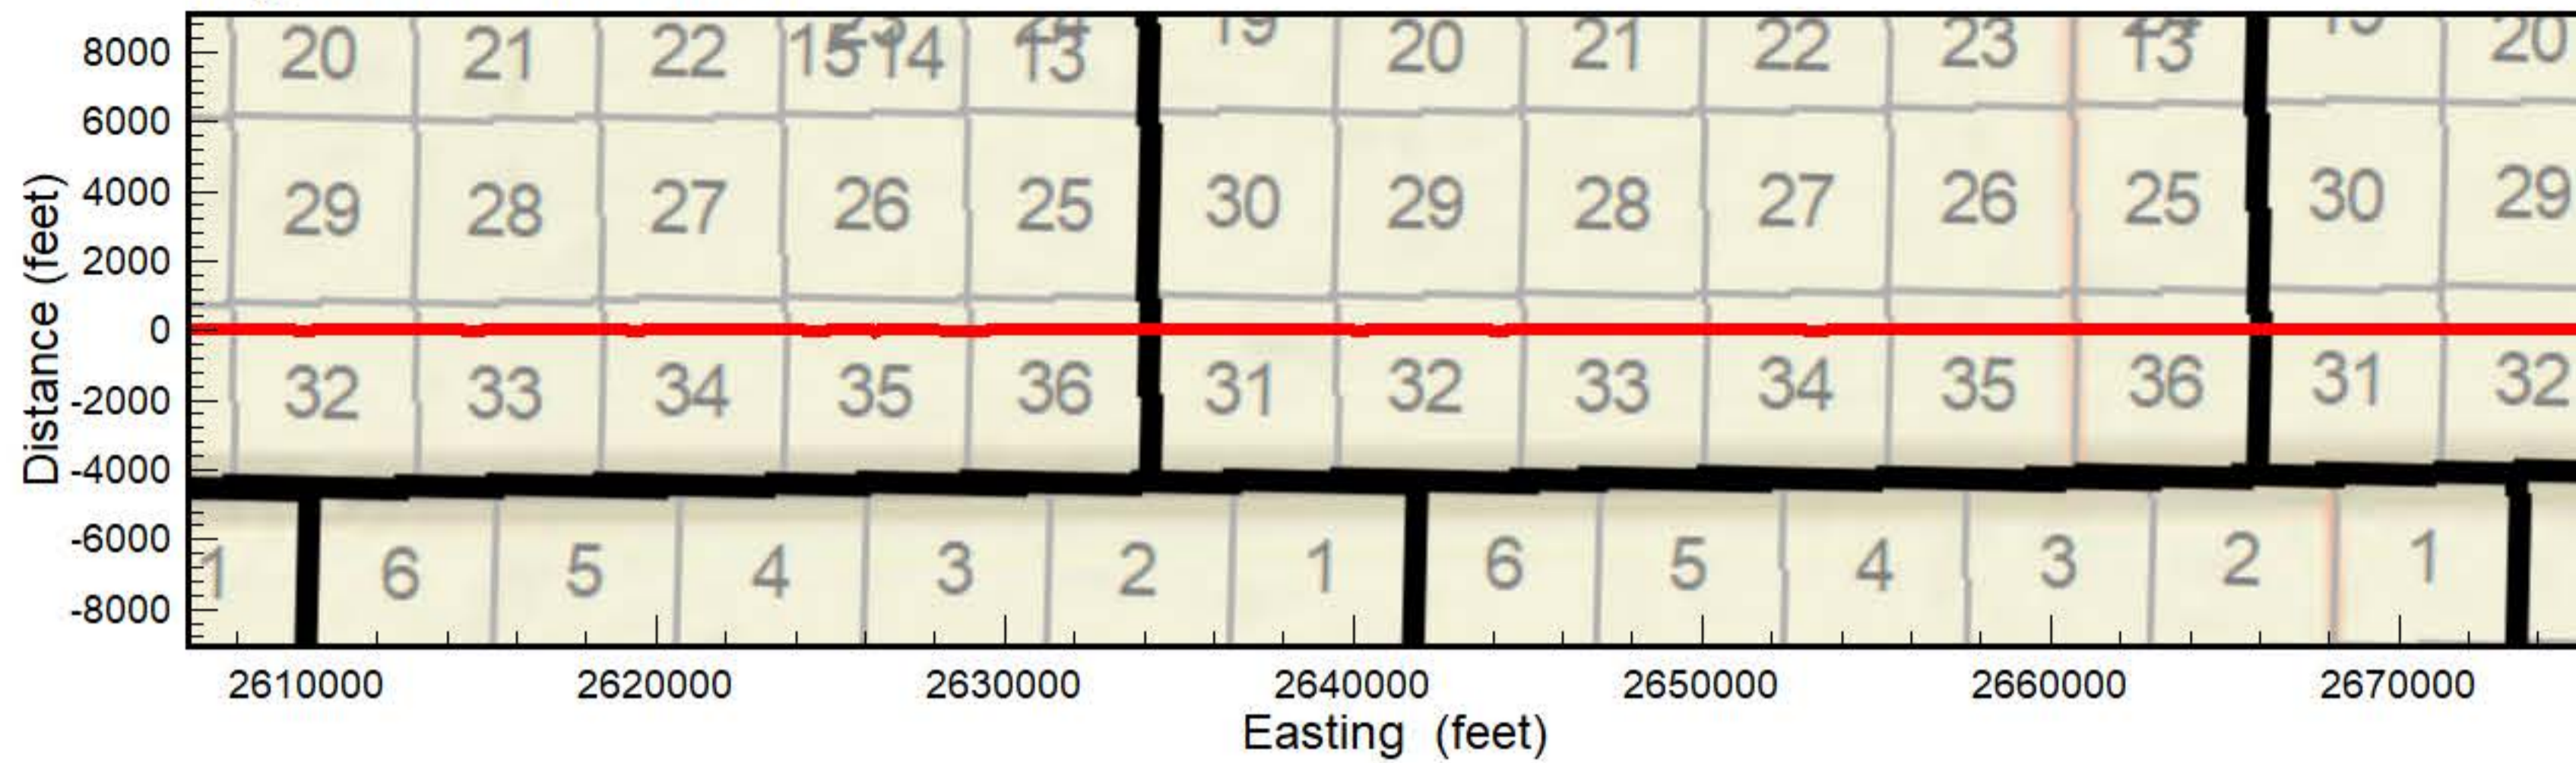 8000 20 21 22 15 14 13 19 20 21 22 23 13 20
6000
4000 29 28 27 26 25 30 29 28 27 26 25 30 29
2000
0
-2000 32 33 34 35 36 31 32 33 34 35 36 31 32
-4000
-6000 1 6 5 4 3 2 1 6 5 4 3 2 1
-8000
Distance (feet)
2610000 2620000 2630000 2640000 2650000 2660000 2670000
Easting (feet)